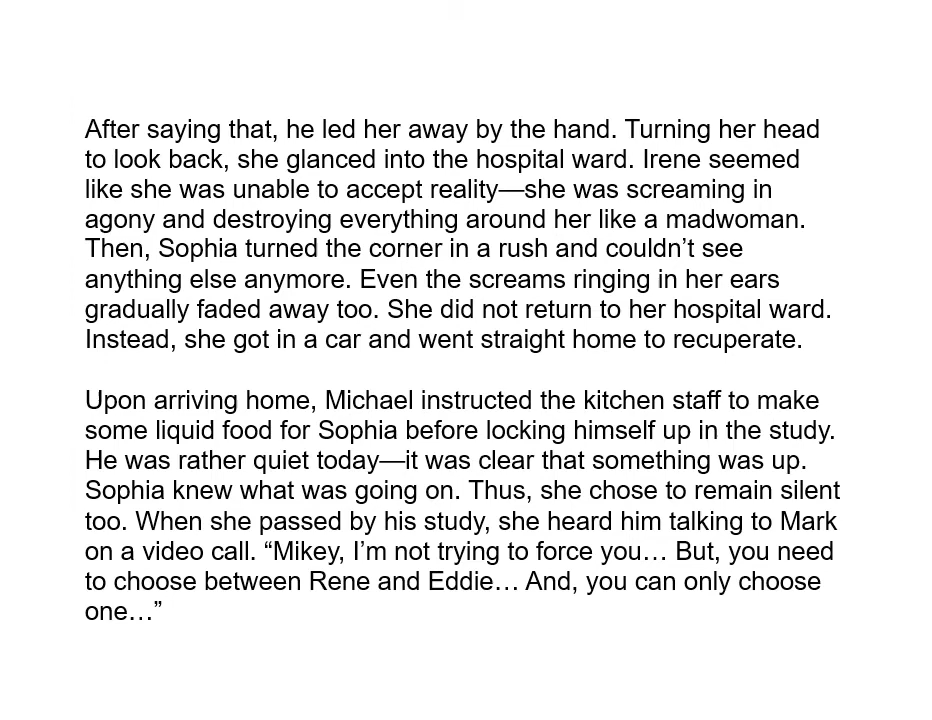 After saying that, he led her away by the hand. Turning her head
to look back, she glanced into the hospital ward. Irene seemed
like she was unable to accept reality—she was screaming in
agony and destroying everything around her like a madwoman.
Then, Sophia turned the corner in a rush and couldn’t see
anything else anymore. Even the screams ringing in her ears
gradually faded away too. She did not return to her hospital ward.
Instead, she got in a car and went straight home to recuperate.
Upon arriving home, Michael instructed the kitchen staff to make
some liquid food for Sophia before locking himself up in the study.
He was rather quiet today—it was clear that something was up.
Sophia knew what was going on. Thus, she chose to remain silent
too. When she passed by his study, she heard him talking to Mark
on a video call. “Mikey, I’m not trying to force you… But, you need
to choose between Rene and Eddie… And, you can only choose
one…”